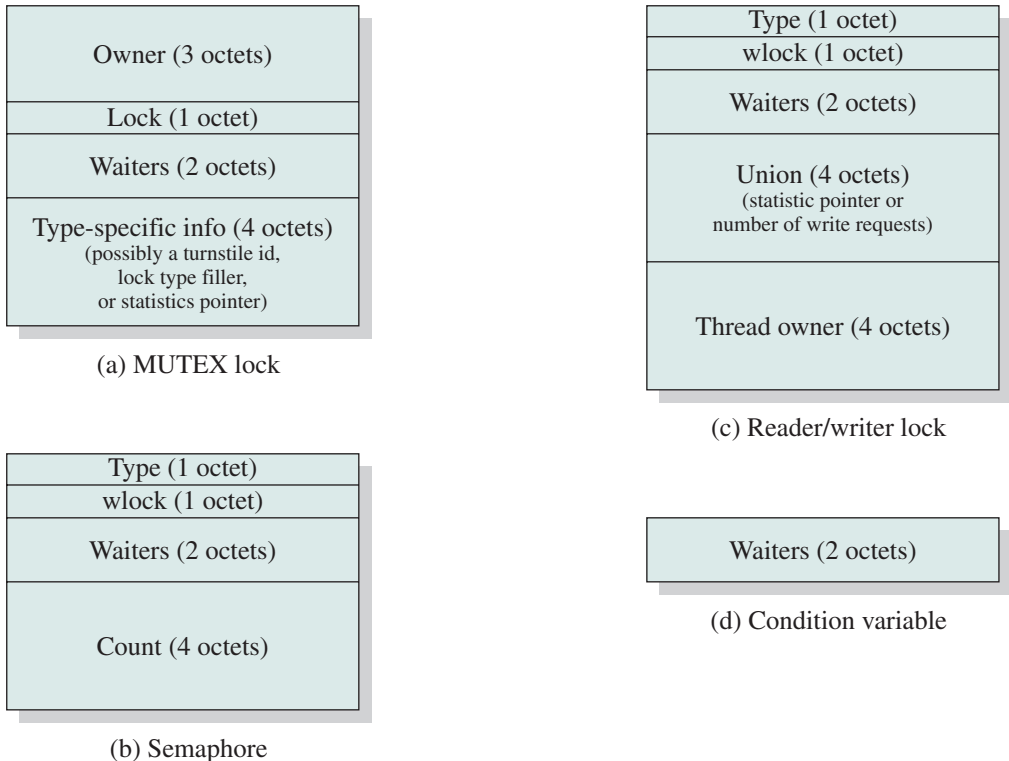 Owner (3 octets)
Lock (1 octet)
Waiters (2 octets)
Type-specific info (4 octets)
(possibly a turnstile id,
lock type filler,
or statistics pointer)
(a) MUTEX lock
Type (1 octet)
wlock (1 octet)
Waiters (2 octets)
Count (4 octets)
(b) Semaphore
Type (1 octet)
wlock (1 octet)
Waiters (2 octets)
Union (4 octets)
(statistic pointer or
number of write requests)
Thread owner (4 octets)
(c) Reader/writer lock
Waiters (2 octets)
(d) Condition variable